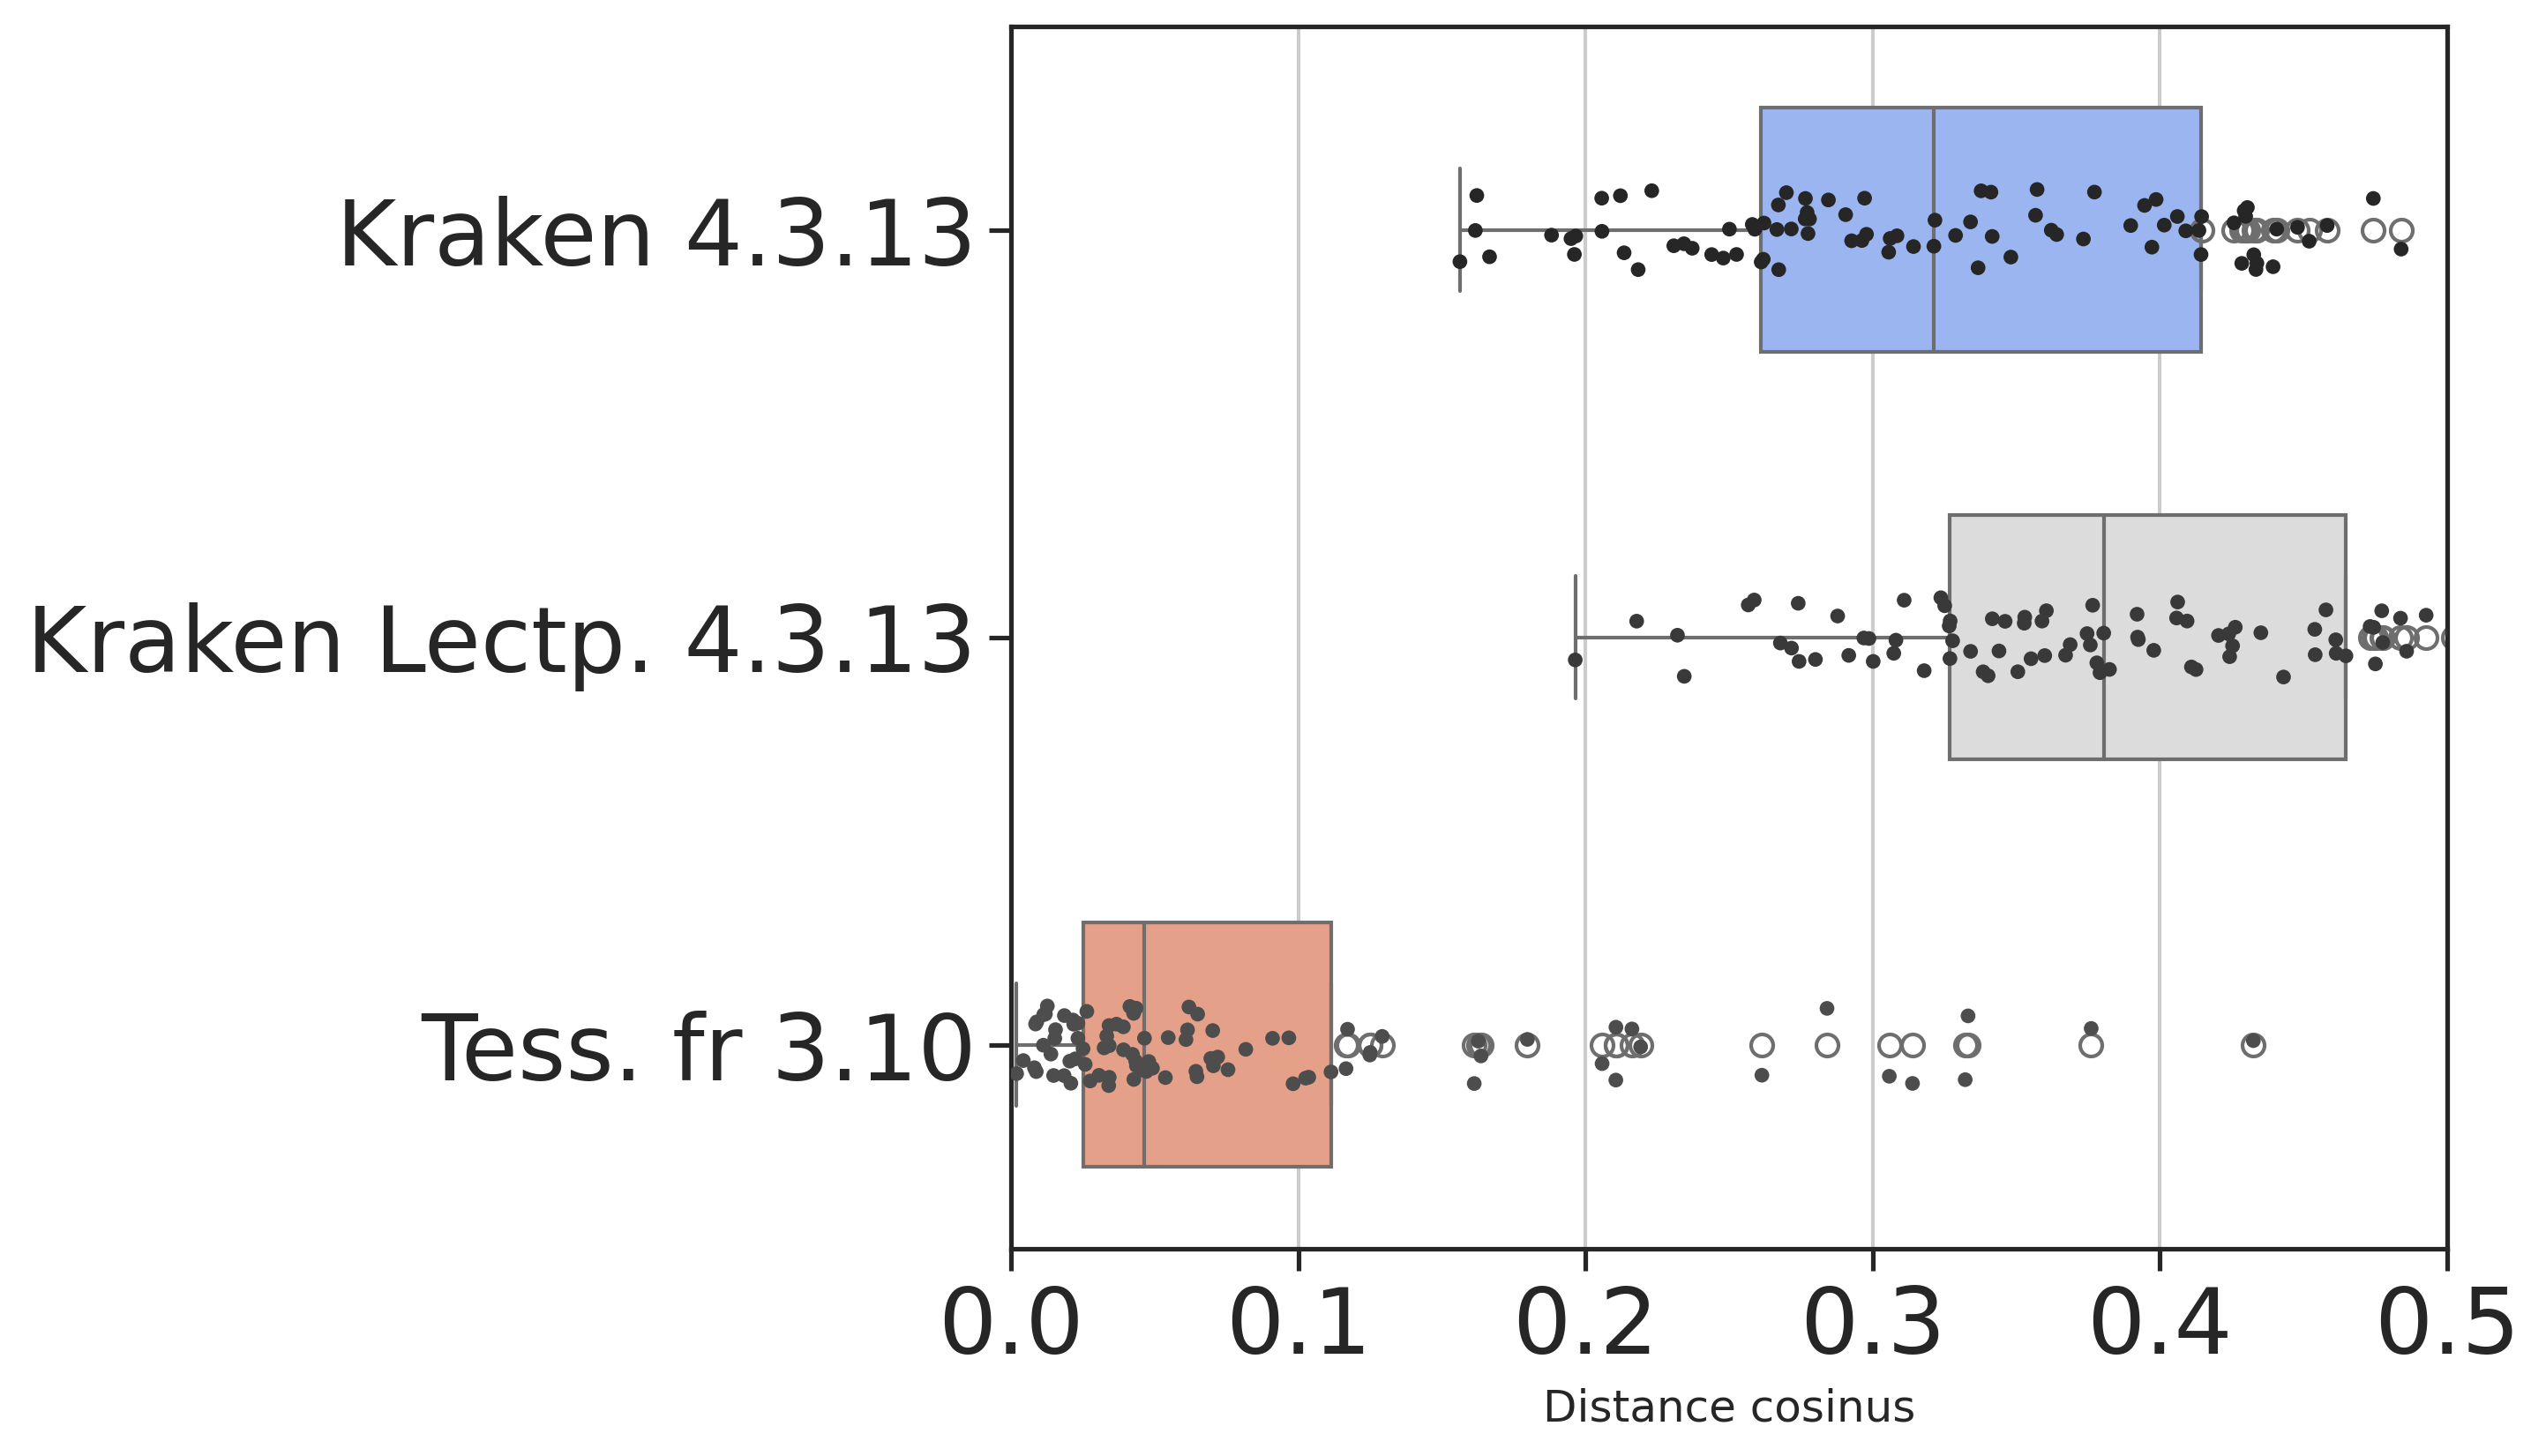 Kraken 4.3.13
Kraken Lectp. 4.3.13
Tess. fr 3.10
0.0 0.1 0.2 0.3 0.4 0.5
Distance cosinus